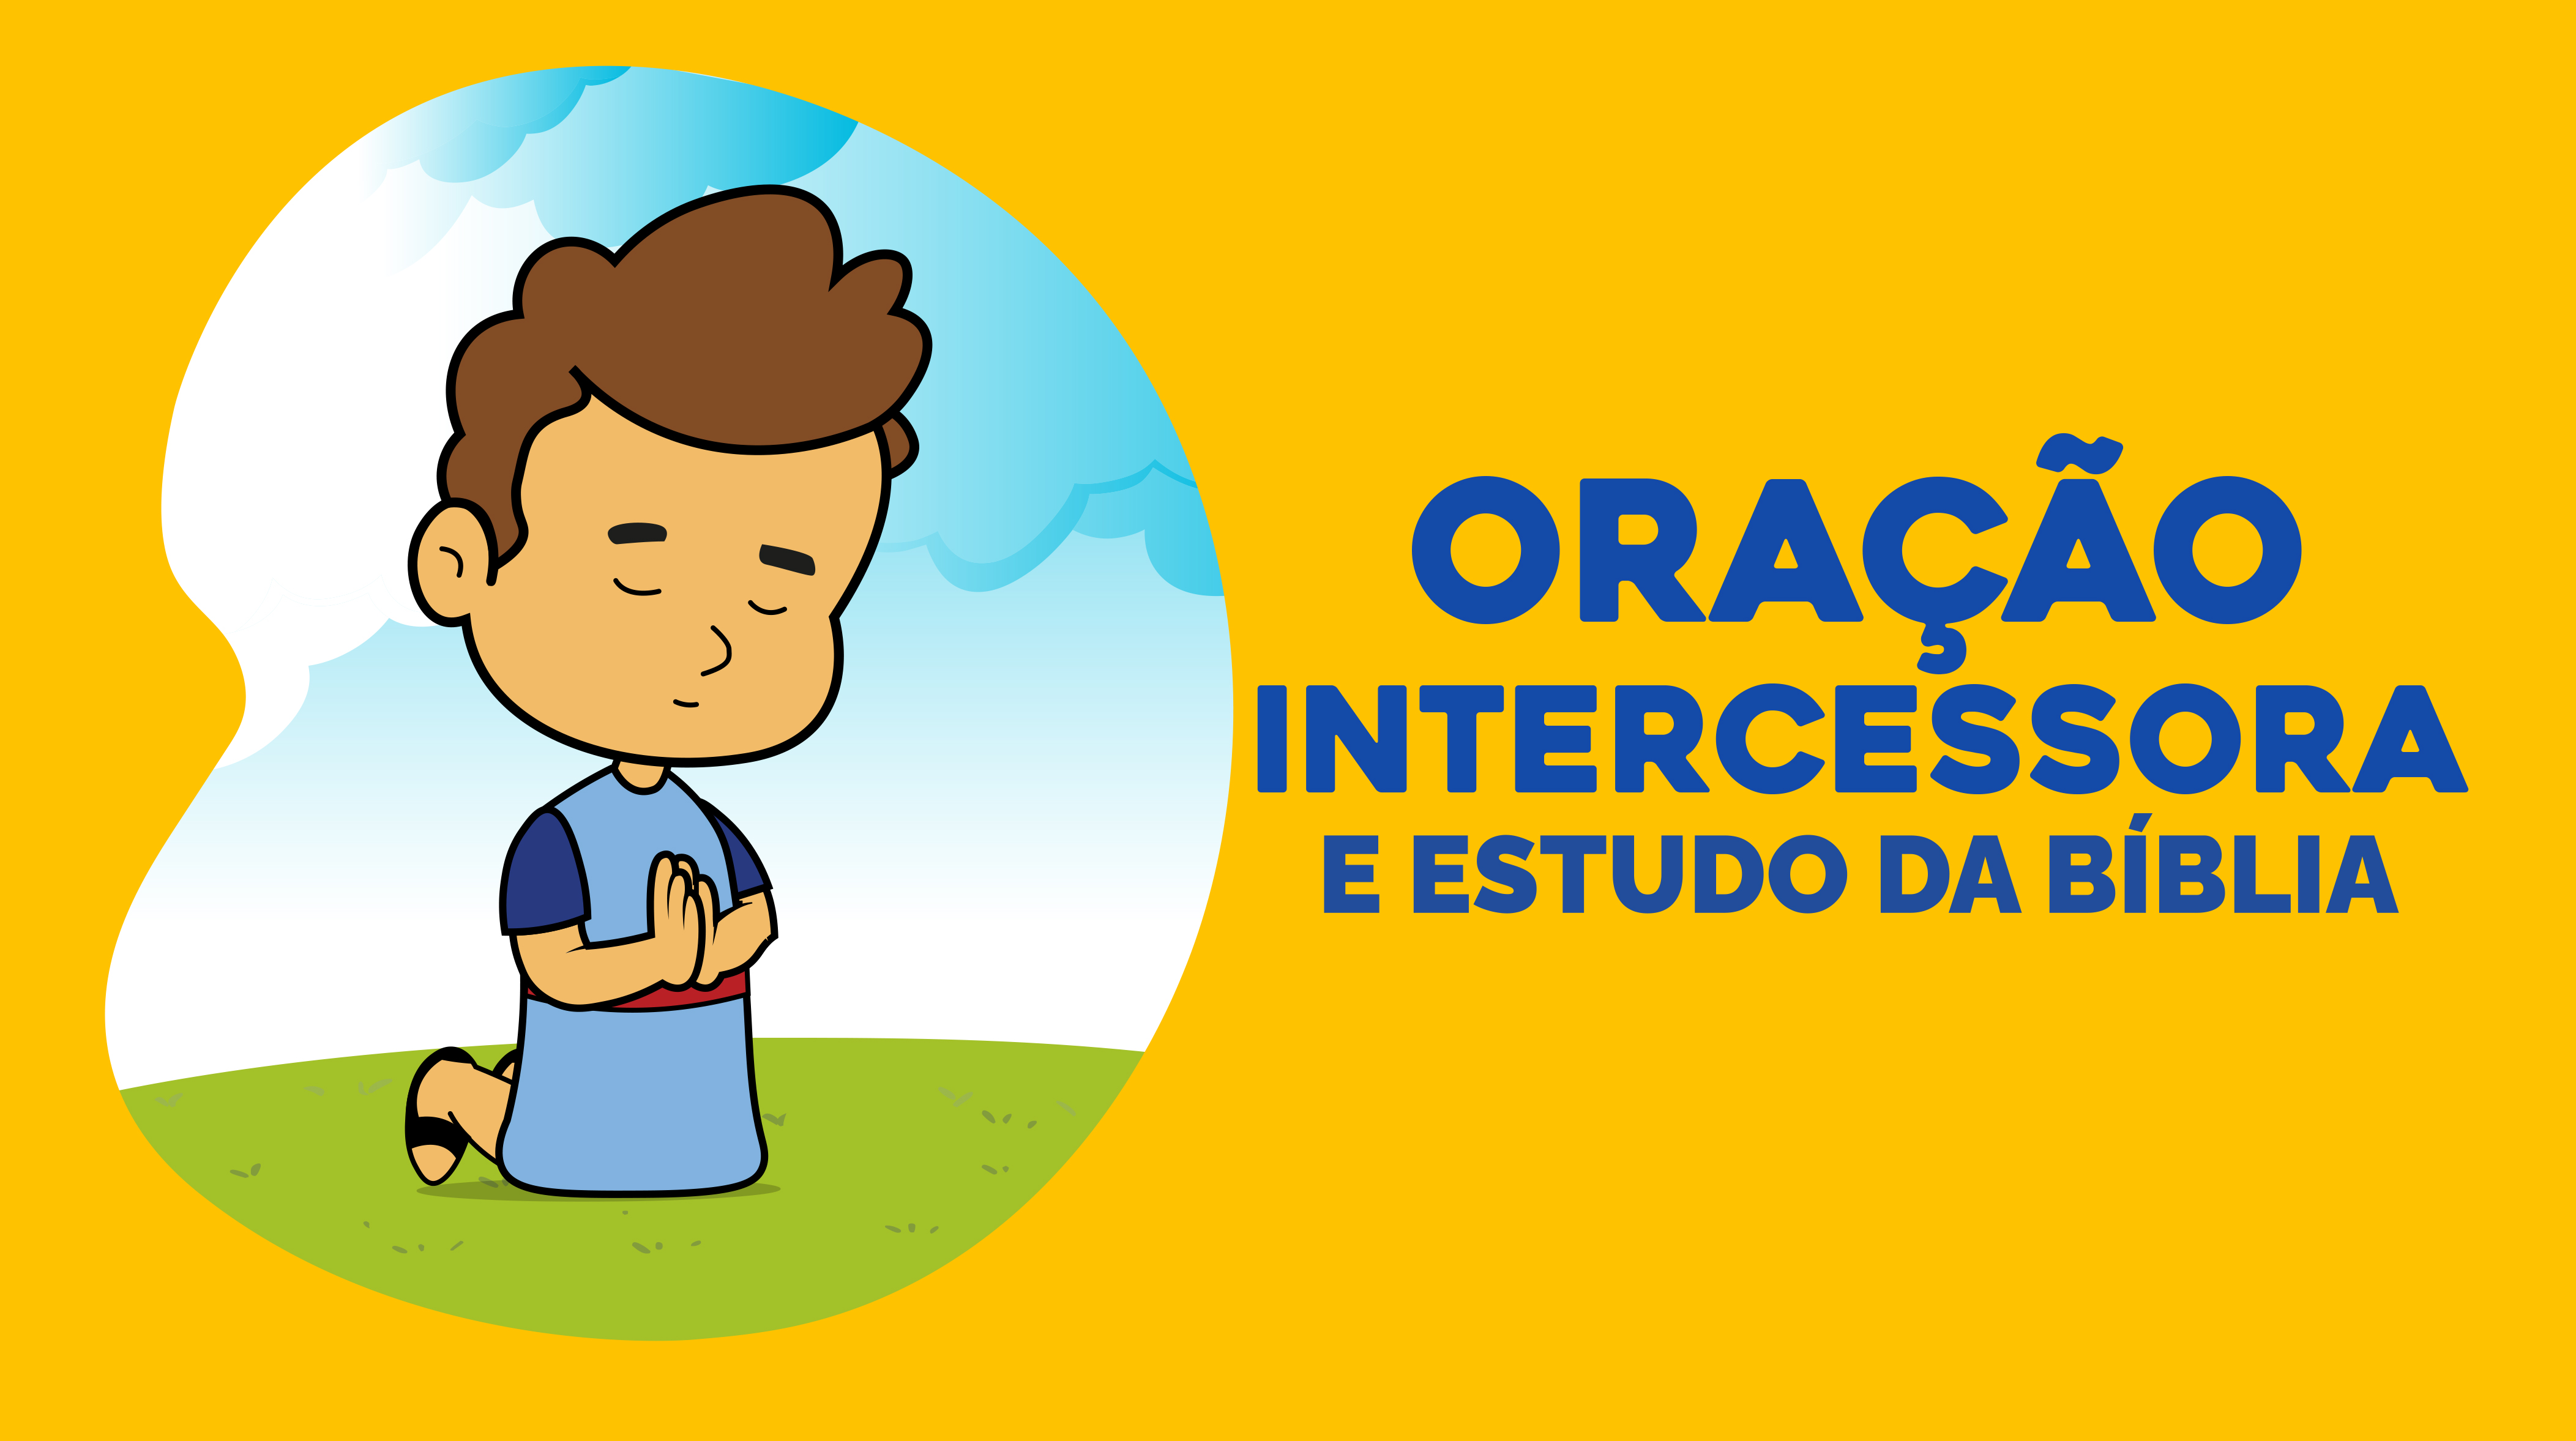 ORAÇÃO
INTERCESSORA
E ESTUDO DA BÍBLIA